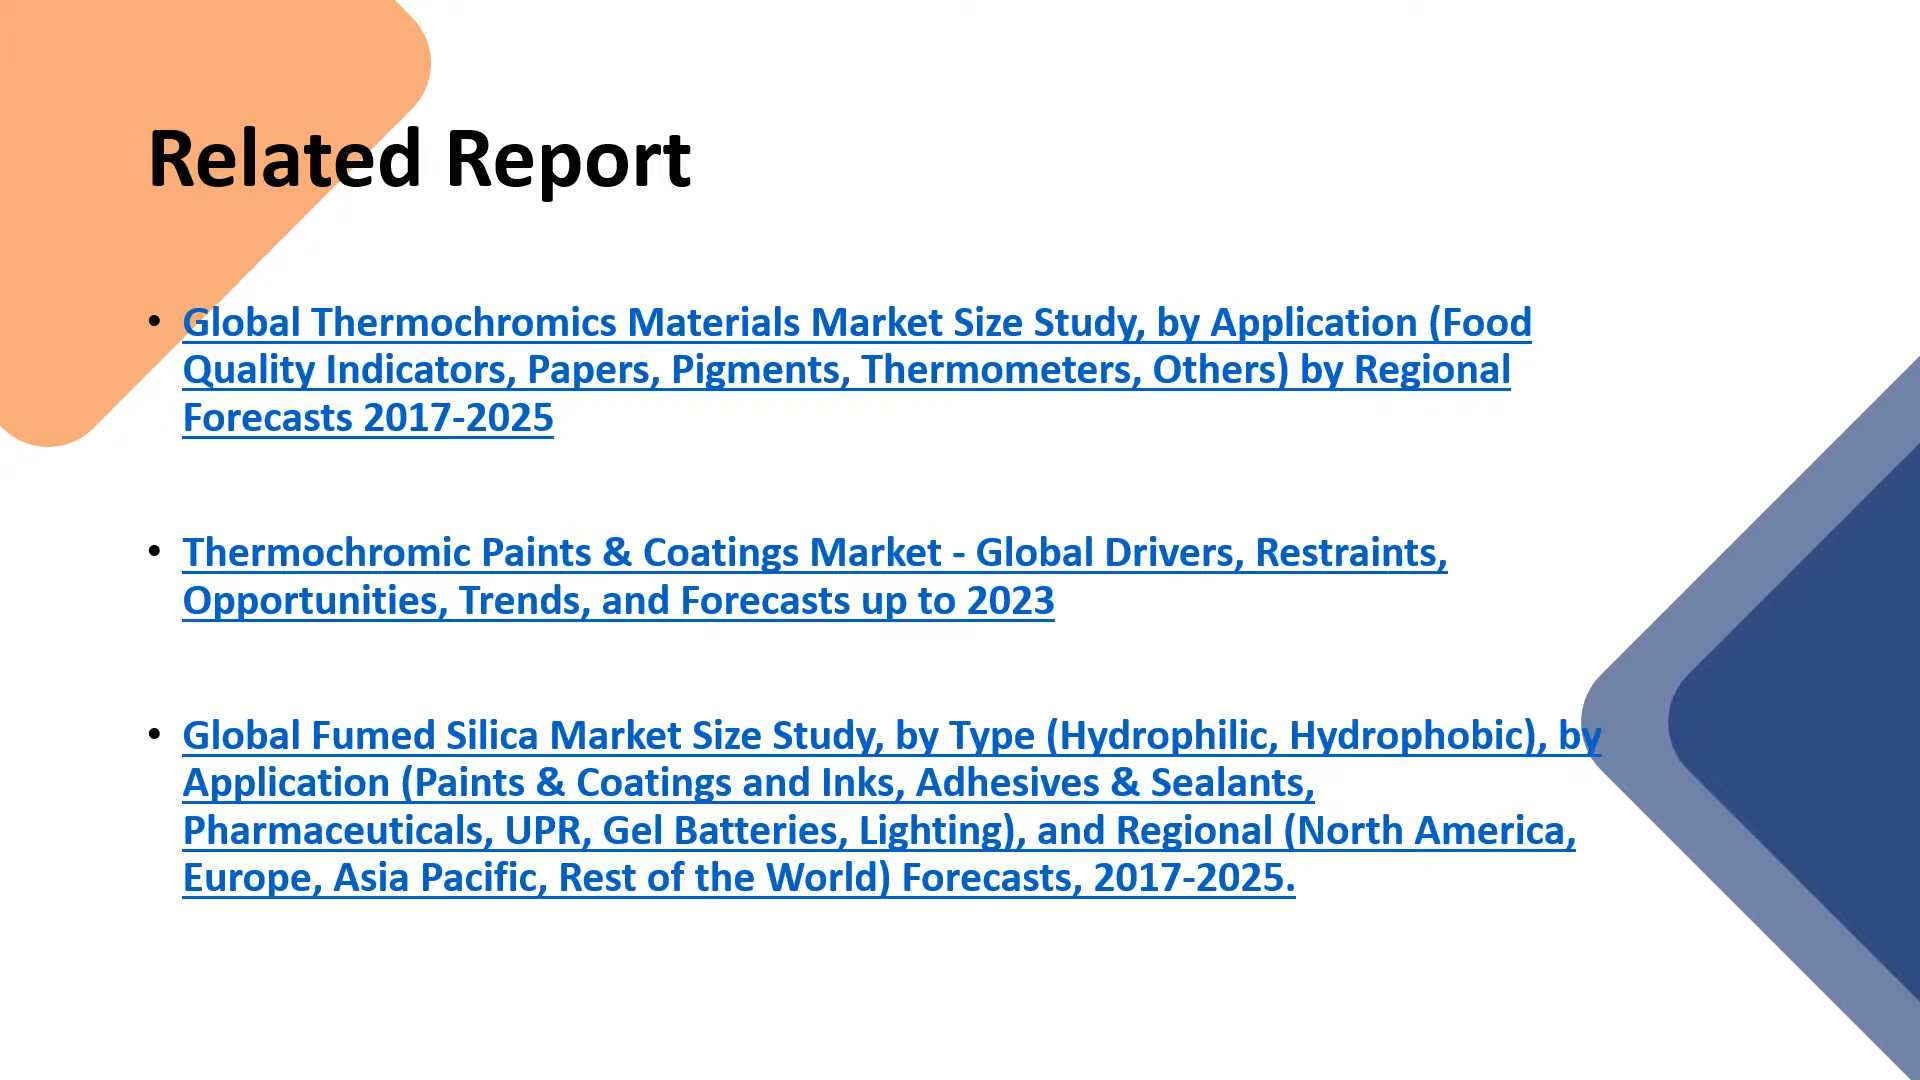 Related Report
• Global Thermochromics Materials Market Size Study, by Application (Food
Quality Indicators, Papers, Pigments, Thermometers, Others) by Regional
Forecasts 2017-2025
• Thermochromic Paints & Coatings Market - Global Drivers, Restraints,
Opportunities, Trends, and Forecasts up to 2023
• Global Fumed Silica Market Size Study, by Type (Hydrophilic, Hydrophobic), by
Application (Paints & Coatings and Inks, Adhesives & Sealants,
Pharmaceuticals, UPR, Gel Batteries, Lighting), and Regional (North America,
Europe, Asia Pacific, Rest of the World) Forecasts, 2017-2025.